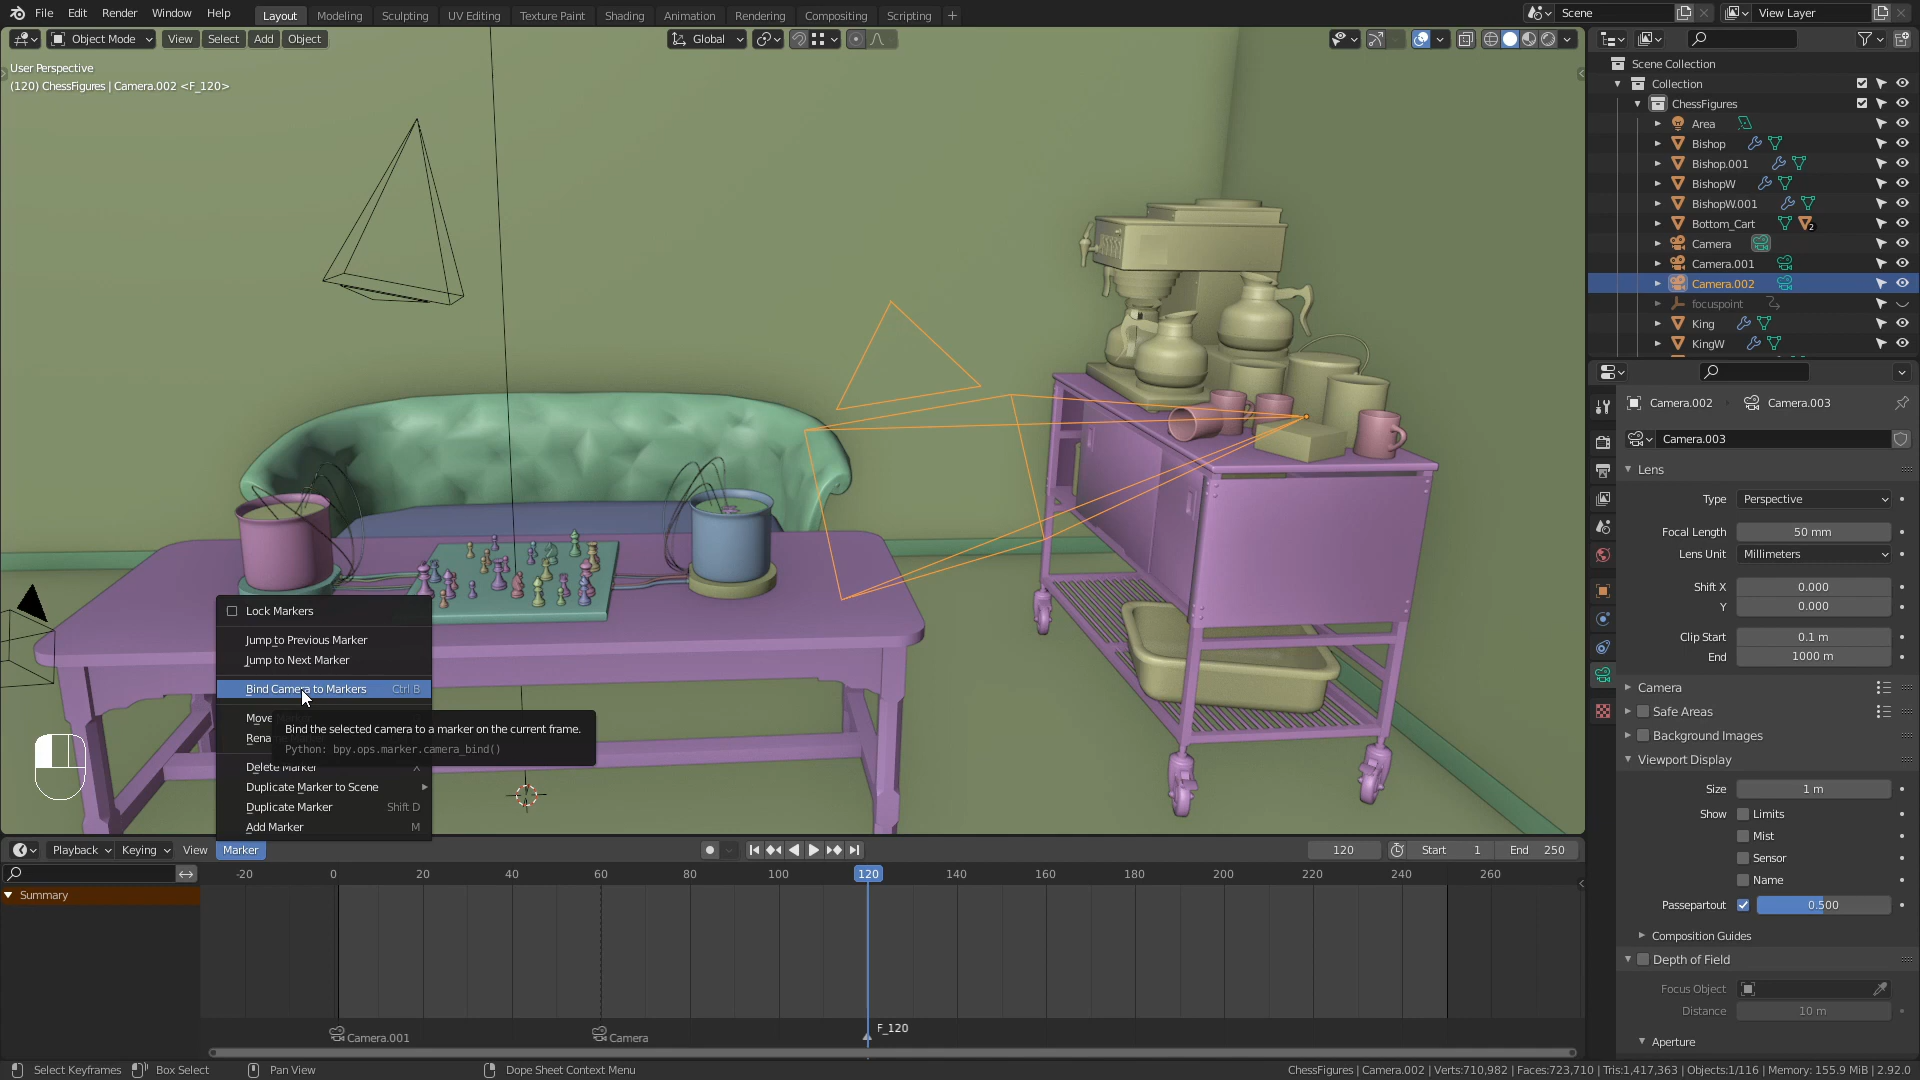 File Edit Render Window Help
Layout Modeling Sculpting UV Editing Texture Paint Shading Animation Rendering Compositing Scripting +
Scene
View Layer
Object Mode View Select Add Object
Global
User Perspective
(120) ChessFigures | Camera.002 <F_120>
Scene Collection
Collection
ChessFigures
Area
Bishop
Bishop.001
BishopW
BishopW.001
Bottom_Cart 2
Camera
Camera.001
Camera.002
focuspoint
King
KingW
Camera.002 Camera.003
Camera.003
Lens
Type Perspective
Focal Length 50 mm
Lens Unit Millimeters
Shift X 0.000
Y 0.000
Clip Start 0.1 m
End 1000 m
Camera
Safe Areas
Background Images
Viewport Display
Size 1 m
Show Limits
Mist
Sensor
Name
Passepartout 0.500
Composition Guides
Depth of Field
Focus Object
Distance 10 m
Aperture
Lock Markers
Jump to Previous Marker
Jump to Next Marker
Bind Camera to Markers Ctrl B
Move
Rena
Bind the selected camera to a marker on the current frame.
Python: bpy.ops.marker.camera_bind()
Delete Marker X
Duplicate Marker to Scene
Duplicate Marker Shift D
Add Marker M
Playback Keying View Marker
120 Start 1 End 250
-20 0 20 40 60 80 100 120 140 160 180 200 220 240 260
Summary
F_120
Camera.001 Camera
Select Keyframes Box Select Pan View Dope Sheet Context Menu
ChessFigures | Camera.002 | Verts:710,982 | Faces:723,710 | Tris:1,417,363 | Objects:1/116 | Memory: 155.9 MiB | 2.92.0